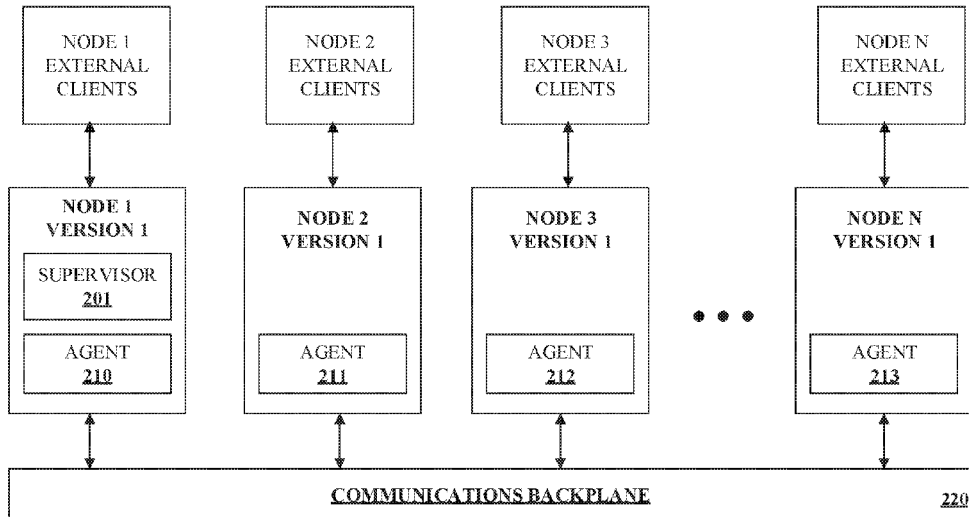 NODE 1
EXTERNAL
CLIENTS
NODE 2
EXTERNAL
CLIENTS
NODE 3
EXTERNAL
CLIENTS
NODE N
EXTERNAL
CLIENTS
NODE 1
VERSION 1
SUPERVISOR
201
AGENT
210
NODE 2
VERSION 1
AGENT
211
NODE 3
VERSION 1
AGENT
212
NODE N
VERSION 1
AGENT
213
COMMUNICATIONS BACKPLANE
220